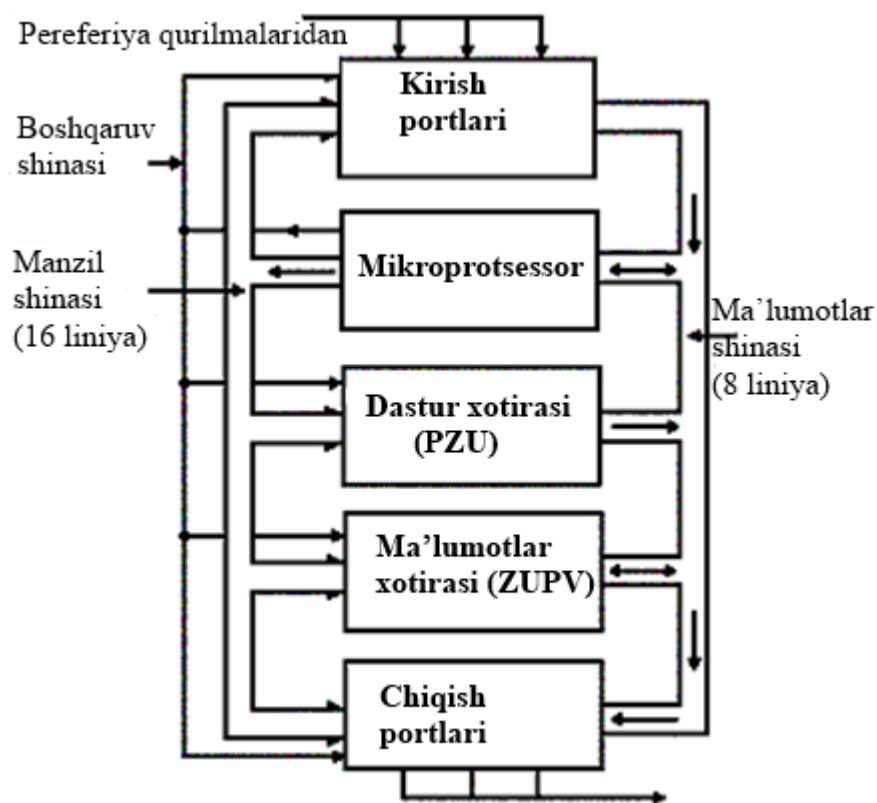 Pereferiya qurilmalaridan
Kirish
portlari
Boshqaruv
shinasi
Mikroprotsessor
Manzil
shinasi
(16 liniya)
Ma`lumotlar
shinasi
(8 liniya)
Dastur xotirasi
(PZU)
Ma’lumotlar
xotirasi (ZUPV)
Chiqish
portlari